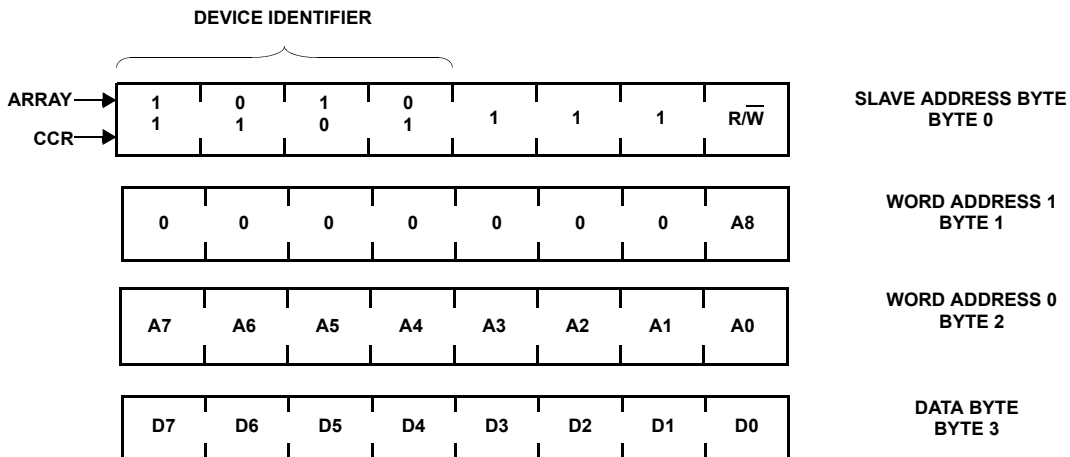 DEVICE IDENTIFIER
ARRAY
CCR
1 0 1 0
1 1 0 1
1 1 1 R/W̅
SLAVE ADDRESS BYTE
BYTE 0
0 0 0 0 0 0 0 A8
WORD ADDRESS 1
BYTE 1
A7 A6 A5 A4 A3 A2 A1 A0
WORD ADDRESS 0
BYTE 2
D7 D6 D5 D4 D3 D2 D1 D0
DATA BYTE
BYTE 3